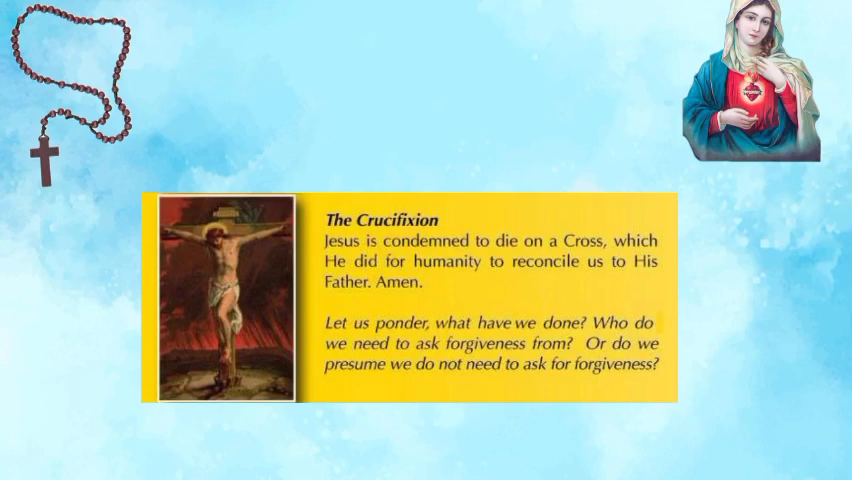 The Crucifixion
Jesus is condemned to die on a Cross, which
He did for humanity to reconcile us to His
Father. Amen.
Let us ponder, what have we done? Who do
we need to ask forgiveness from? Or do we
presume we do not need to ask for forgiveness?